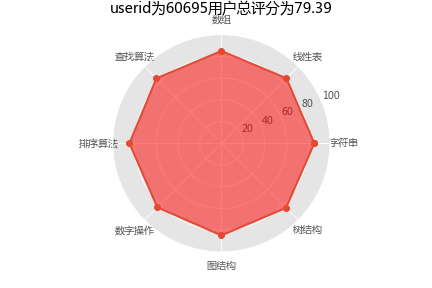 userid为60695用户总评分为79.39
数组
查找算法
线性表
100
80
60
40
20
排序算法
字符串
数字操作
树结构
图结构